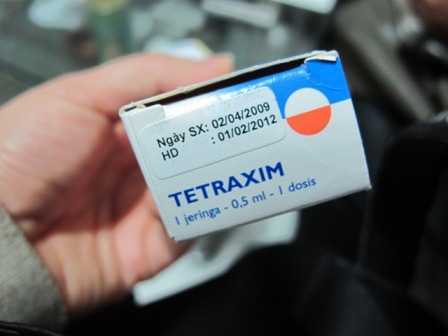 Ngày SX: 02/04/2009
HD : 01/02/2012
TETRAXIM
1 jeringa - 0,5 ml - 1 dosis